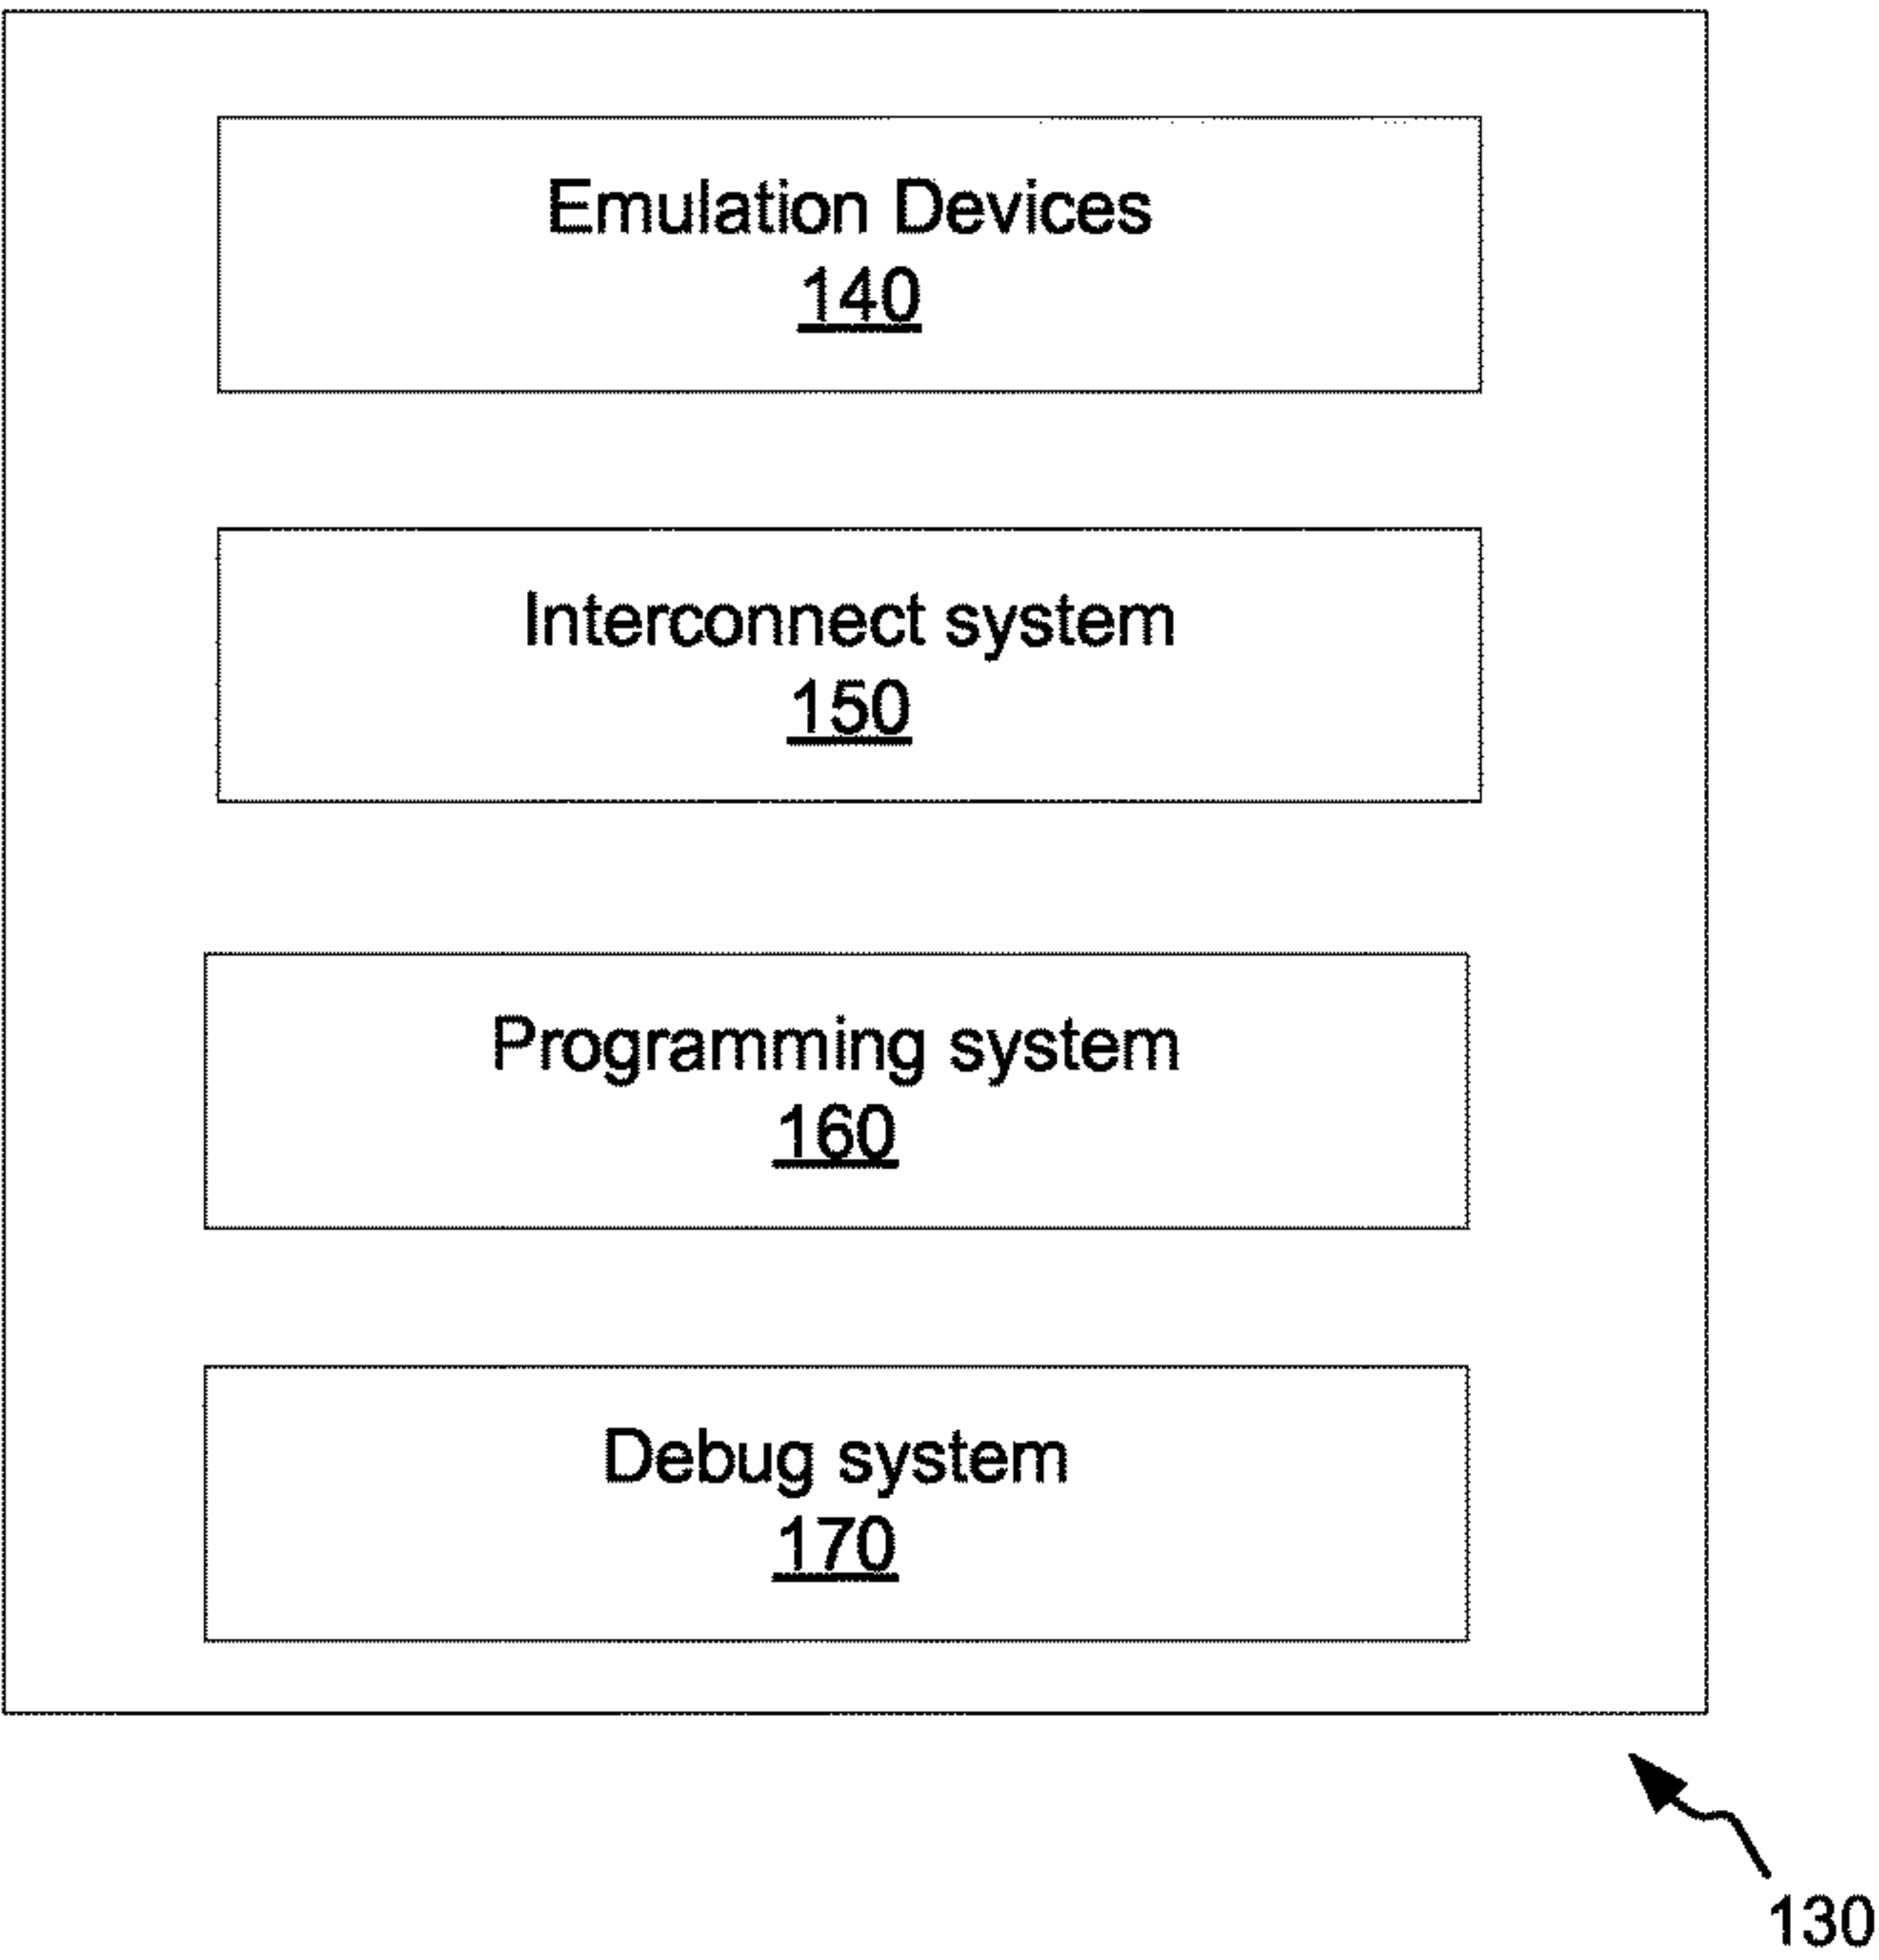 Emulation Devices
140
Interconnect system
150
Programming system
160
Debug system
170
130